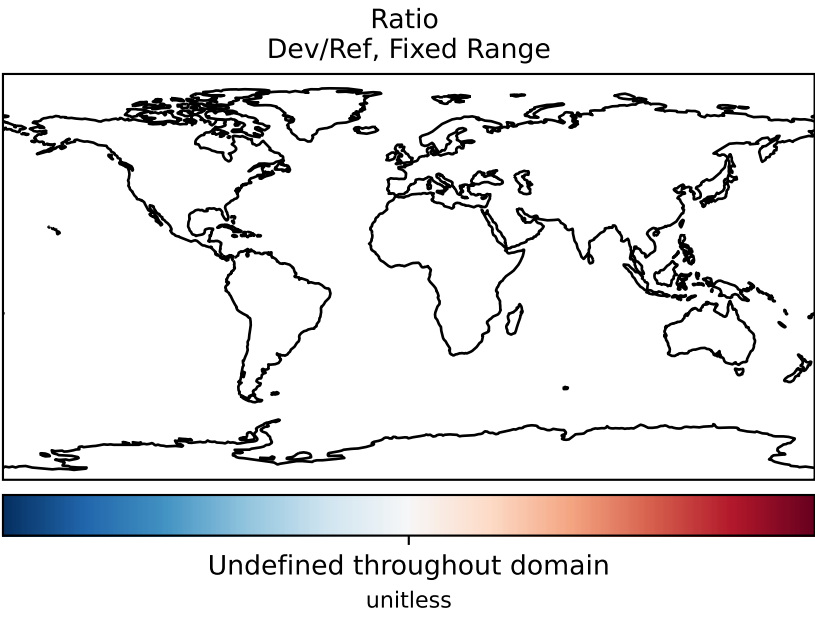 Ratio
Dev/Ref, Fixed Range
Undefined throughout domain
unitless